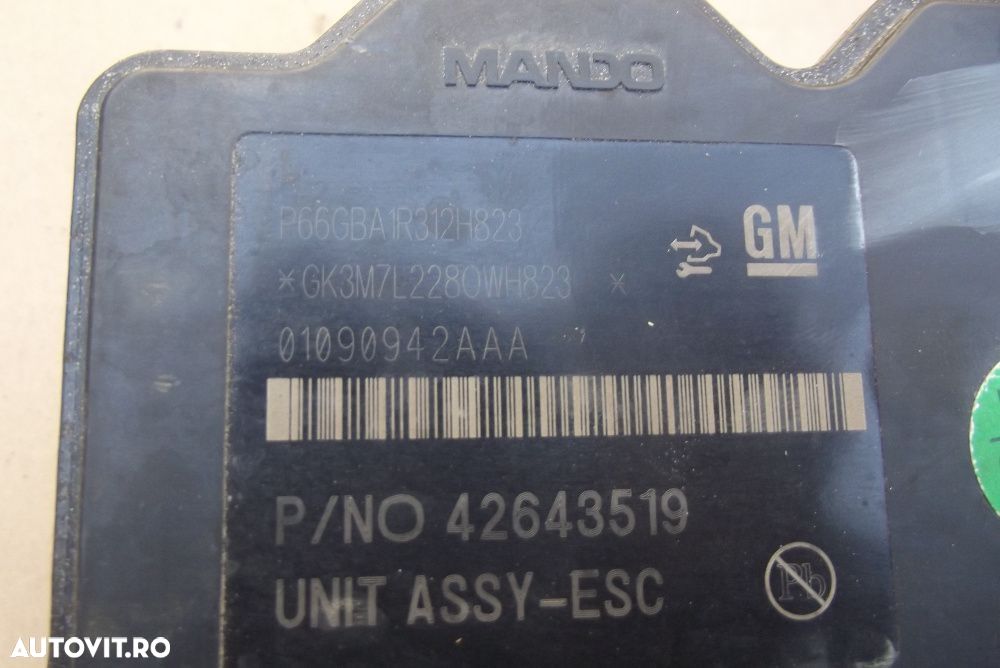 MANDO
P66GBA1R312H823
*GK3M7L2280WH823 *
GM
01090942AAA
P/NO 42643519
UNIT ASSY-ESC
Pb
AUTOVIT.RO